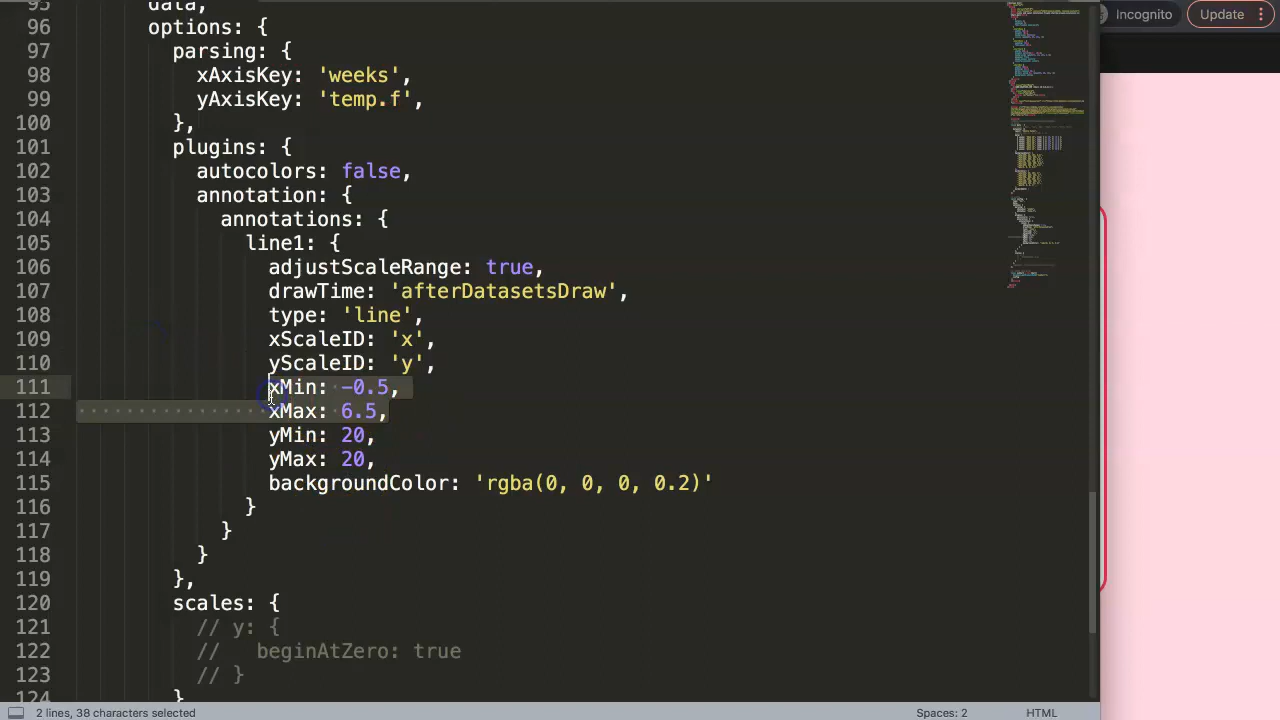 95 data,
96 options: {
97 parsing: {
98 xAxisKey: 'weeks',
99 yAxisKey: 'temp.f',
100 },
101 plugins: {
102 autocolors: false,
103 annotation: {
104 annotations: {
105 line1: {
106 adjustScaleRange: true,
107 drawTime: 'afterDatasetsDraw',
108 type: 'line',
109 xScaleID: 'x',
110 yScaleID: 'y',
111 xMin: -0.5,
112 xMax: 6.5,
113 yMin: 20,
114 yMax: 20,
115 backgroundColor: 'rgba(0, 0, 0, 0.2)'
116 }
117 }
118 }
119 },
120 scales: {
121 // y: {
122 //   beginAtZero: true
123 // }
124 }
2 lines, 38 characters selected
Spaces: 2
HTML
Incognito
Update